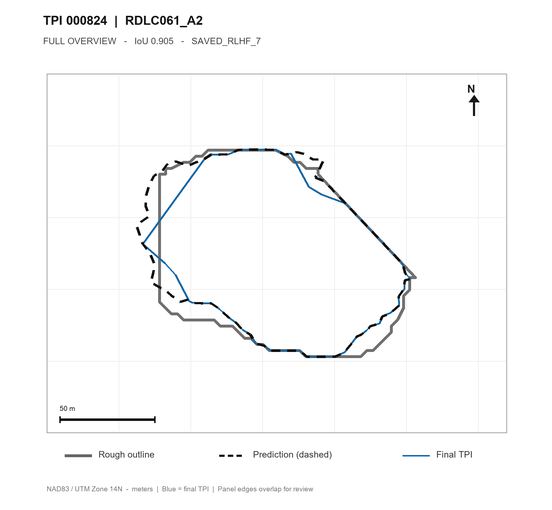 TPI 000824 | RDLC061_A2
FULL OVERVIEW - IoU 0.905 - SAVED_RLHF_7
N
50 m
Rough outline
Prediction (dashed)
Final TPI
NAD83 / UTM Zone 14N - meters | Blue = final TPI | Panel edges overlap for review